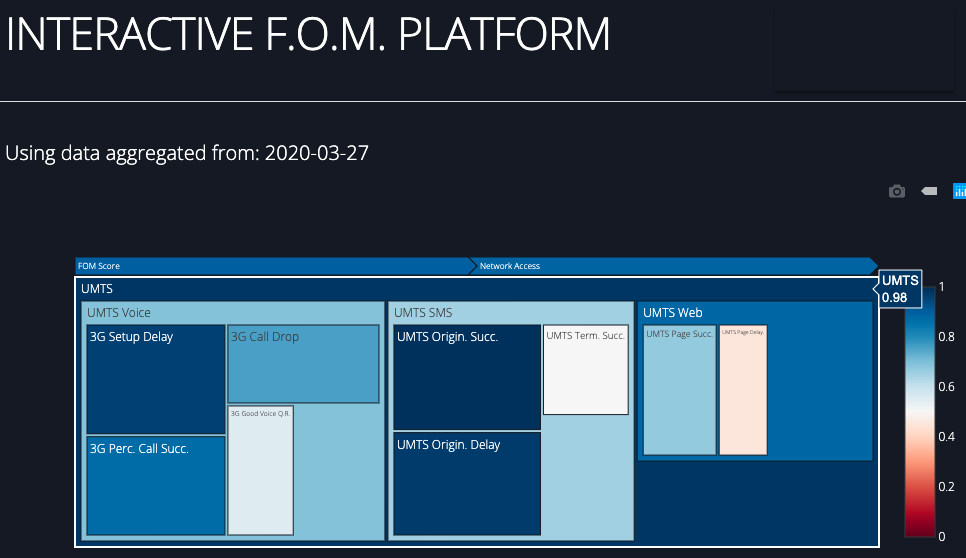 INTERACTIVE F.O.M. PLATFORM
Using data aggregated from: 2020-03-27
FOM Score
Network Access
UMTS
UMTS
0.98
UMTS Voice
3G Setup Delay
3G Call Drop
3G Good Voice Q.R.
3G Perc. Call Succ.
UMTS SMS
UMTS Origin. Succ.
UMTS Term. Succ.
UMTS Origin. Delay
UMTS Web
UMTS Page Succ.
UMTS Page Delay
1
0.8
0.6
0.4
0.2
0